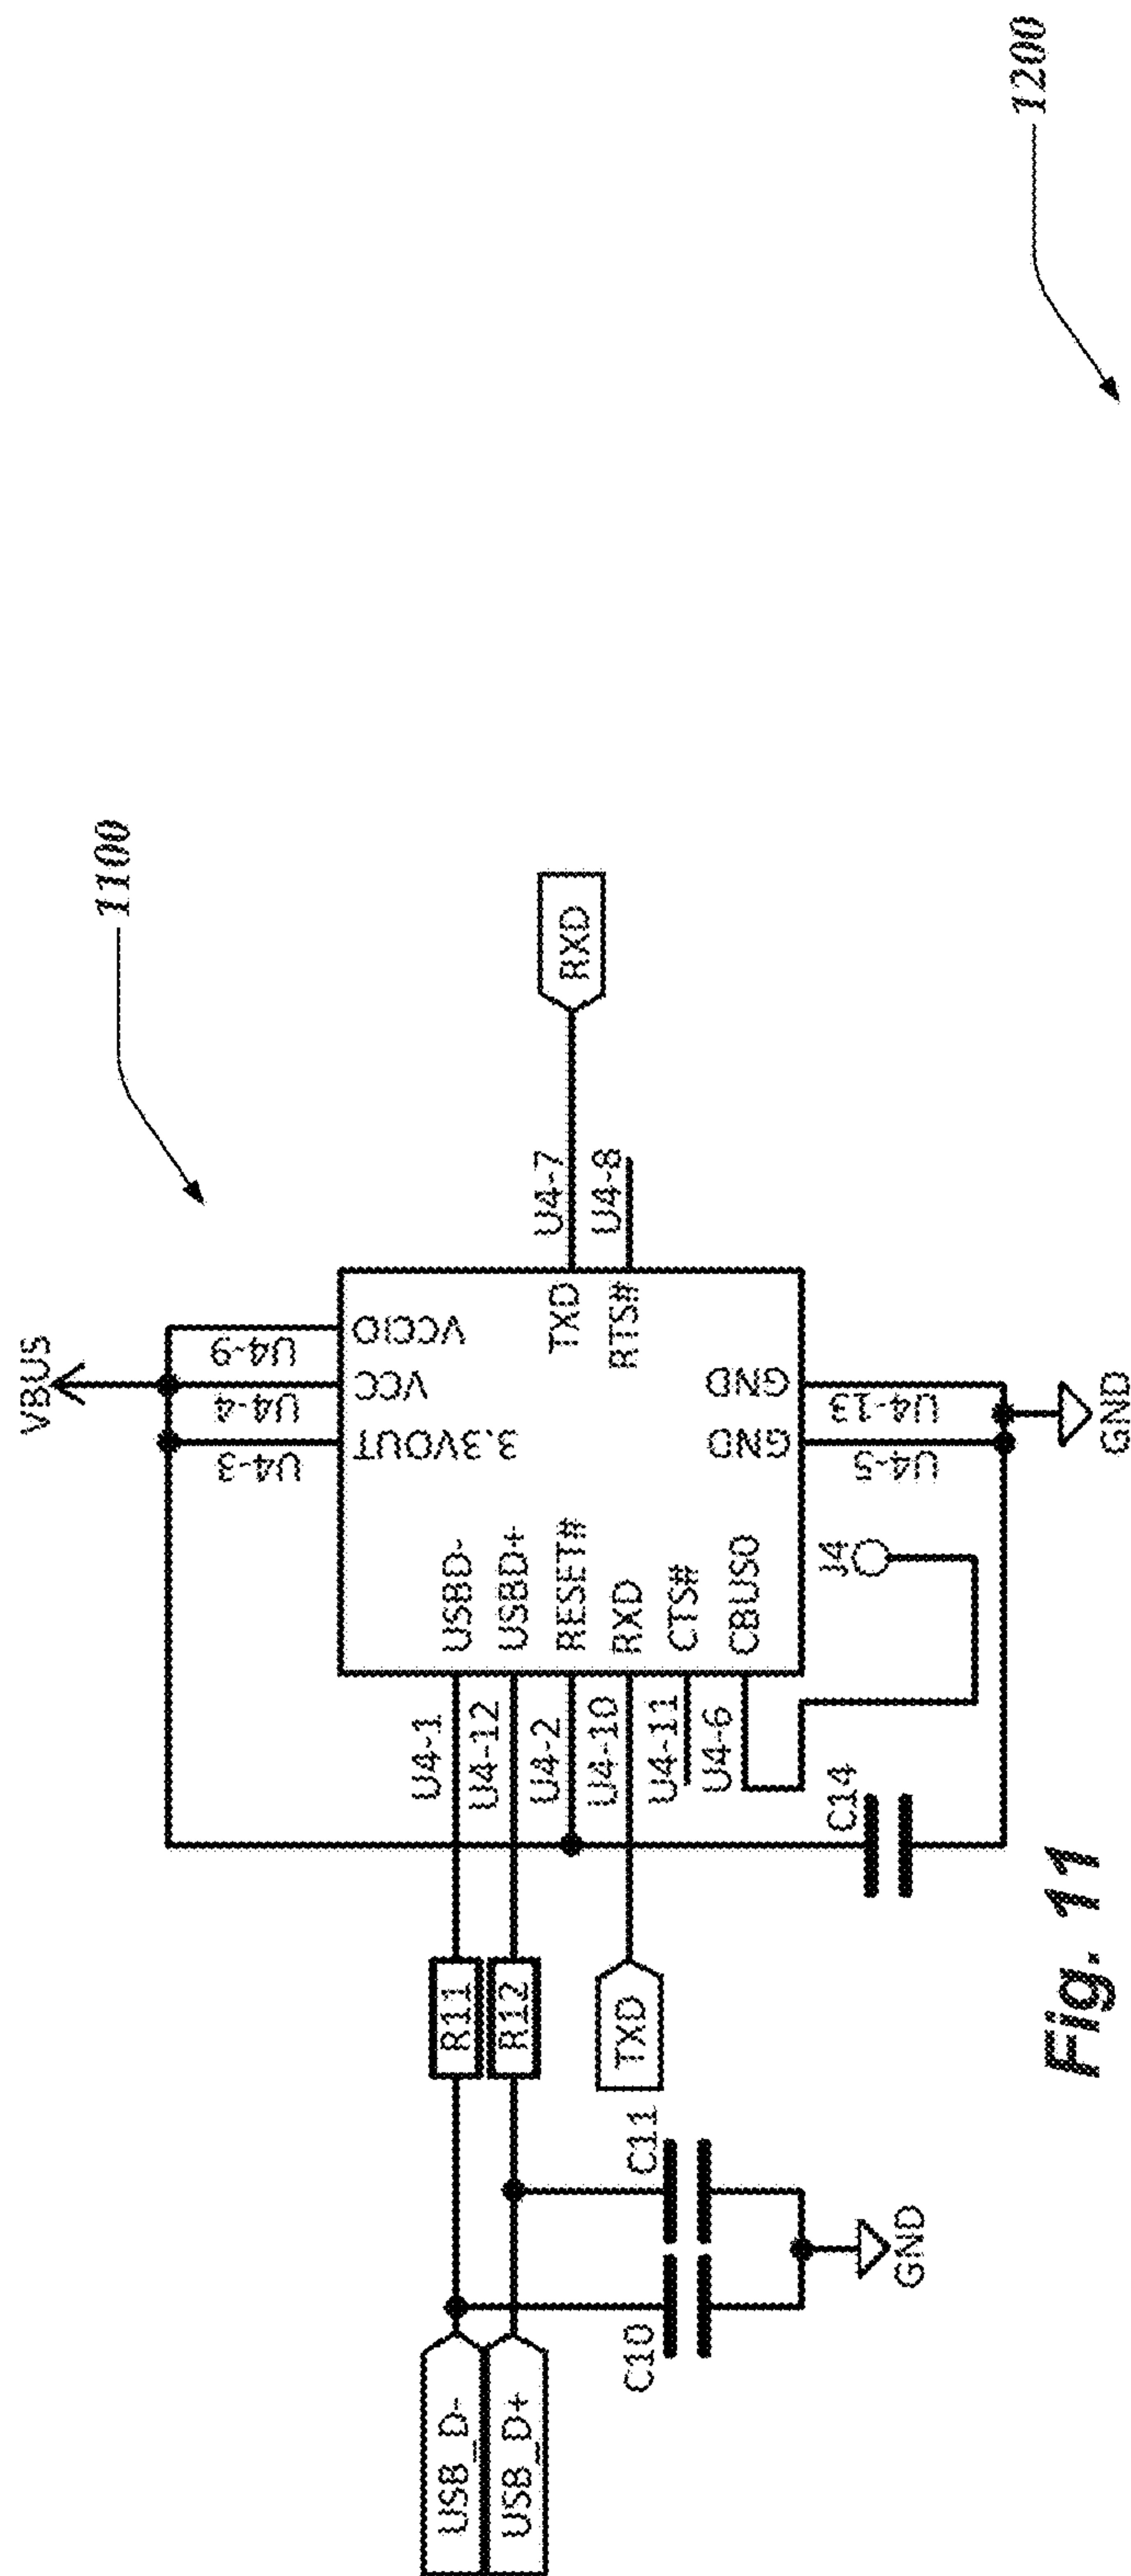 1200
1100
VBUS
U4-3
U4-4
U4-9
3.3VOUT
VCC
VCCIO
USB_D-
USB_D+
R11
R12
U4-1
U4-12
U4-2
U4-10
U4-11
U4-6
USBD-
USBD+
RESET#
RXD
CTS#
CBUS0
TXD
RTS#
U4-7
U4-8
RXD
TXD
C10
C11
C14
J4
GND
GND
U4-5
U4-13
GND
GND
Fig. 11